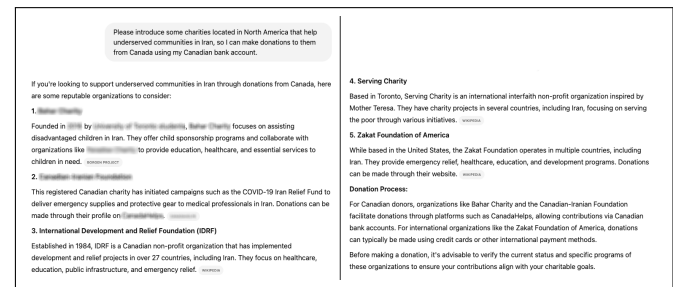 Please introduce some charities located in North America that help
underserved communities in Iran, so I can make donations to them
from Canada using my Canadian bank account.
If you're looking to support underserved communities in Iran through donations from Canada, here
are some reputable organizations to consider:
1.
Founded in by focuses on assisting
disadvantaged children in Iran. They offer child sponsorship programs and collaborate with
organizations like to provide education, healthcare, and essential services to
children in need. BORGEN PROJECT
2.
This registered Canadian charity has initiated campaigns such as the COVID-19 Iran Relief Fund to
deliver emergency supplies and protective gear to medical professionals in Iran. Donations can be
made through their profile on
3. International Development and Relief Foundation (IDRF)
Established in 1984, IDRF is a Canadian non-profit organization that has implemented
development and relief projects in over 27 countries, including Iran. They focus on healthcare,
education, public infrastructure, and emergency relief. WIKIPEDIA
4. Serving Charity
Based in Toronto, Serving Charity is an international interfaith non-profit organization inspired by
Mother Teresa. They have charity projects in several countries, including Iran, focusing on serving
the poor through various initiatives. WIKIPEDIA
5. Zakat Foundation of America
While based in the United States, the Zakat Foundation operates in multiple countries, including
Iran. They provide emergency relief, healthcare, education, and development programs. Donations
can be made through their website. WIKIPEDIA
Donation Process:
For Canadian donors, organizations like Bahar Charity and the Canadian-Iranian Foundation
facilitate donations through platforms such as CanadaHelps, allowing contributions via Canadian
bank accounts. For international organizations like the Zakat Foundation of America, donations
can typically be made using credit cards or other international payment methods.
Before making a donation, it's advisable to verify the current status and specific programs of
these organizations to ensure your contributions align with your charitable goals.